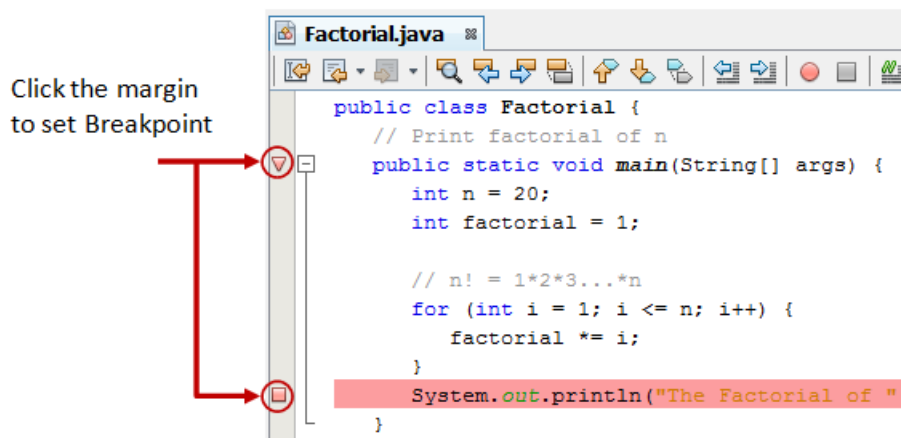 Factorial.java
Click the margin
to set Breakpoint
public class Factorial {
// Print factorial of n
public static void main(String[] args) {
int n = 20;
int factorial = 1;
// n! = 1*2*3...*n
for (int i = 1; i <= n; i++) {
factorial *= i;
}
System.out.println("The Factorial of "
}